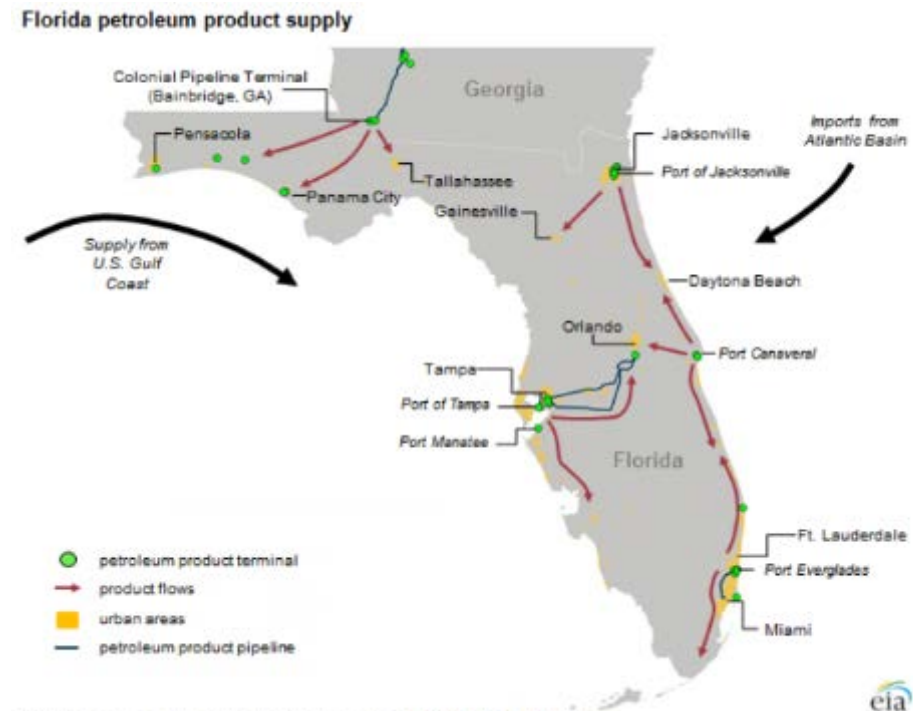 Florida petroleum product supply
Colonial Pipeline Terminal
(Bainbridge, GA)
Georgia
Imports from
Atlantic Basin
Pensacola
Jacksonville
Port of Jacksonville
Tallahassee
Panama City
Gainesville
Supply from
U.S. Gulf
Coast
Daytona Beach
Orlando
Port Canaveral
Tampa
Port of Tampa
Port Manatee
Florida
Ft. Lauderdale
Port Everglades
Miami
petroleum product terminal
product flows
urban areas
petroleum product pipeline
eia